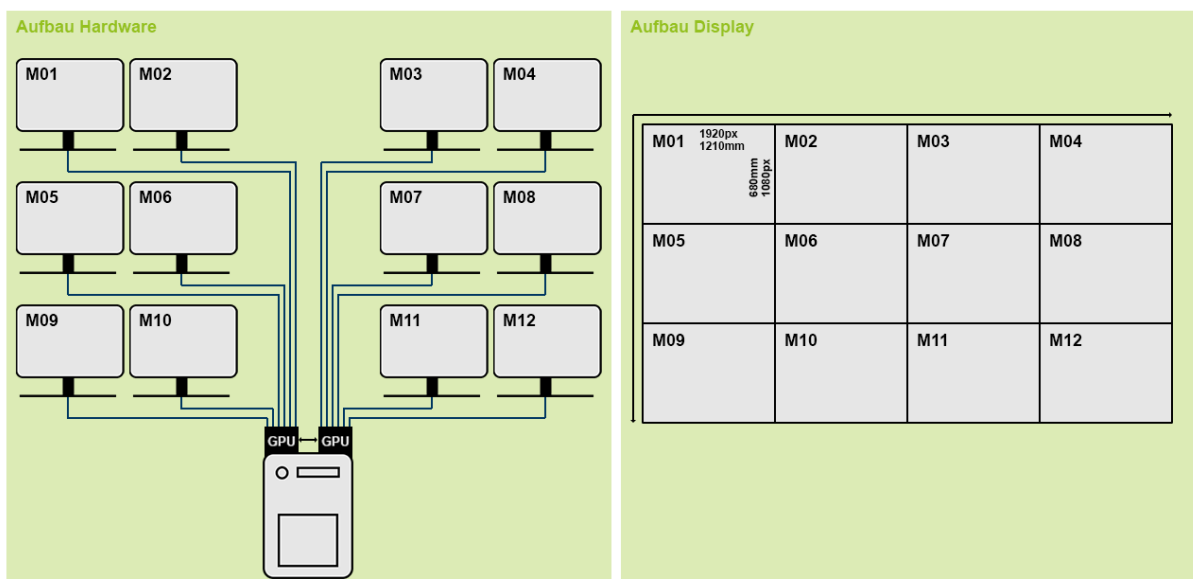 Aufbau Hardware
M01
M02
M03
M04
M05
M06
M07
M08
M09
M10
M11
M12
GPU
GPU
Aufbau Display
M01
1920px
1210mm
680mm
1080px
M02
M03
M04
M05
M06
M07
M08
M09
M10
M11
M12